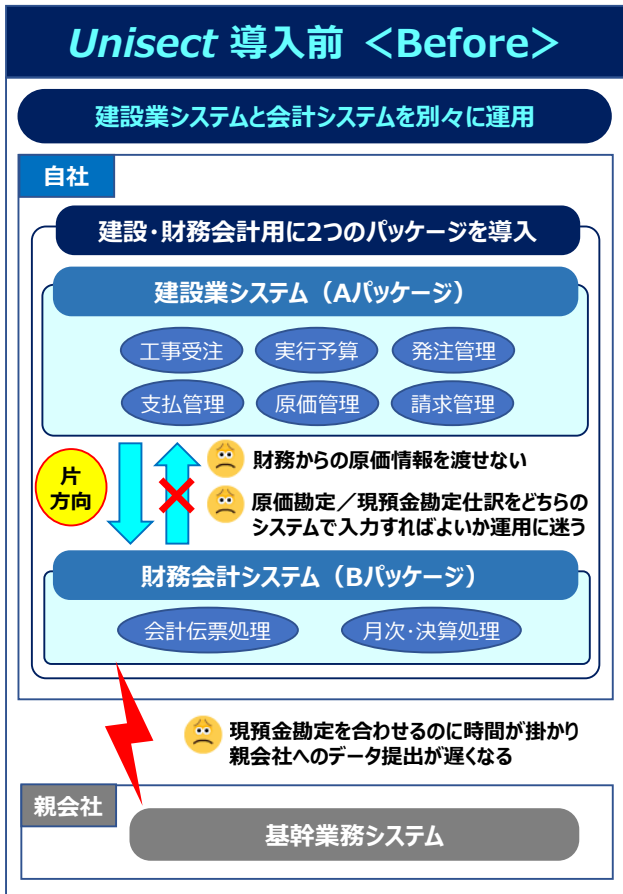 Unisect 導入前 <Before>
建設業システムと会計システムを別々に運用
自社
建設・財務会計用に2つのパッケージを導入
建設業システム（Aパッケージ）
工事受注
実行予算
発注管理
支払管理
原価管理
請求管理
片
方向
財務からの原価情報を渡せない
原価勘定／現預金勘定仕訳をどちらの
システムで入力すればよいか運用に迷う
財務会計システム（Bパッケージ）
会計伝票処理
月次・決算処理
現預金勘定を合わせるのに時間が掛かり
親会社へのデータ提出が遅くなる
親会社
基幹業務システム